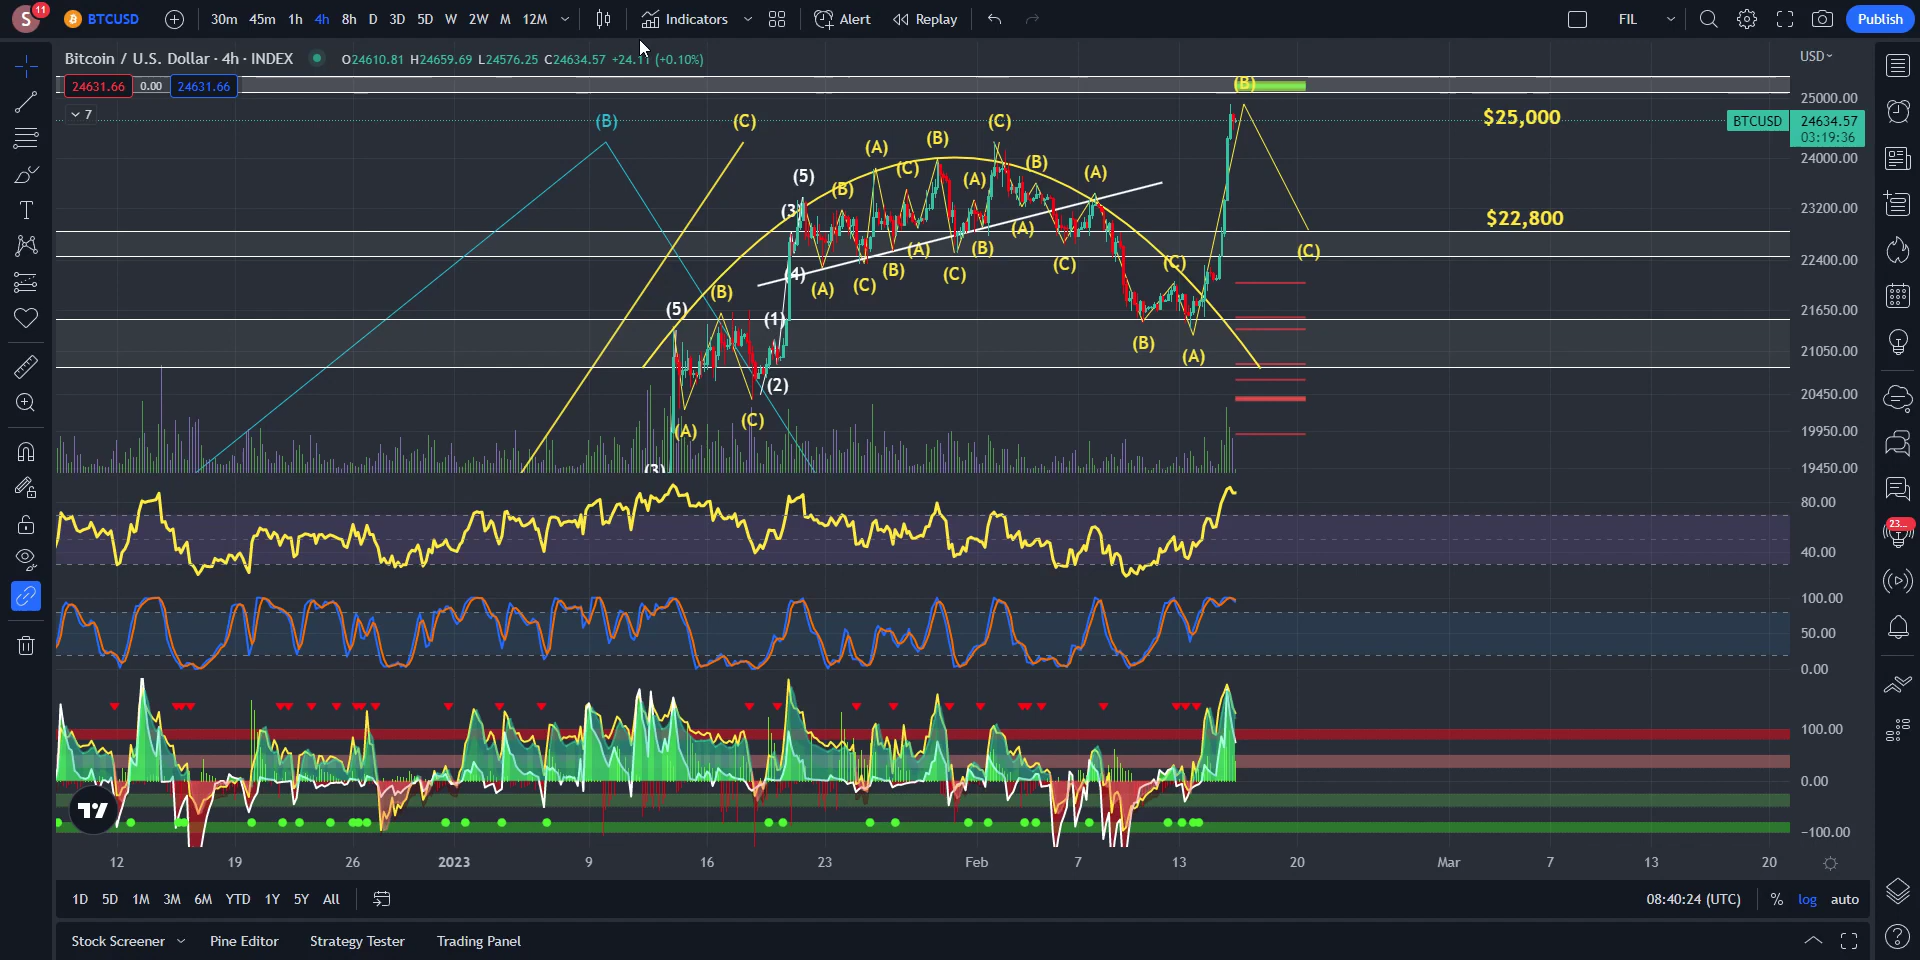 S 11 BTCUSD 30m 45m 1h 4h 8h D 3D 5D W 2W M 12M Indicators Alert Replay FIL Publish
Bitcoin / U.S. Dollar · 4h · INDEX O24610.81 H24659.69 L24576.25 C24634.57 +24.11 (+0.10%) USD
24631.66 0.00 24631.66
7
(B)
25000.00
$25,000
BTCUSD 24634.57
03:19:36
(B) (C) (C)
(B)
(A)
24000.00
(B)
(C)
(A)
(A)
(5)
(B)
23200.00
(3)
$22,800
(A)
(B)
(A)
(C)
22400.00
(C)
(C)
(B)
(C)
(4)
(C)
(A)
(B)
(5)
21650.00
(1)
(B)
21050.00
(A)
(2)
20450.00
(C)
(A)
19950.00
(3)
19450.00
80.00
40.00
100.00
50.00
0.00
100.00
0.00
−100.00
12 19 26 2023 9 16 23 Feb 7 13 20 Mar 7 13 20
1D 5D 1M 3M 6M YTD 1Y 5Y All 08:40:24 (UTC) % log auto
Stock Screener Pine Editor Strategy Tester Trading Panel
23...